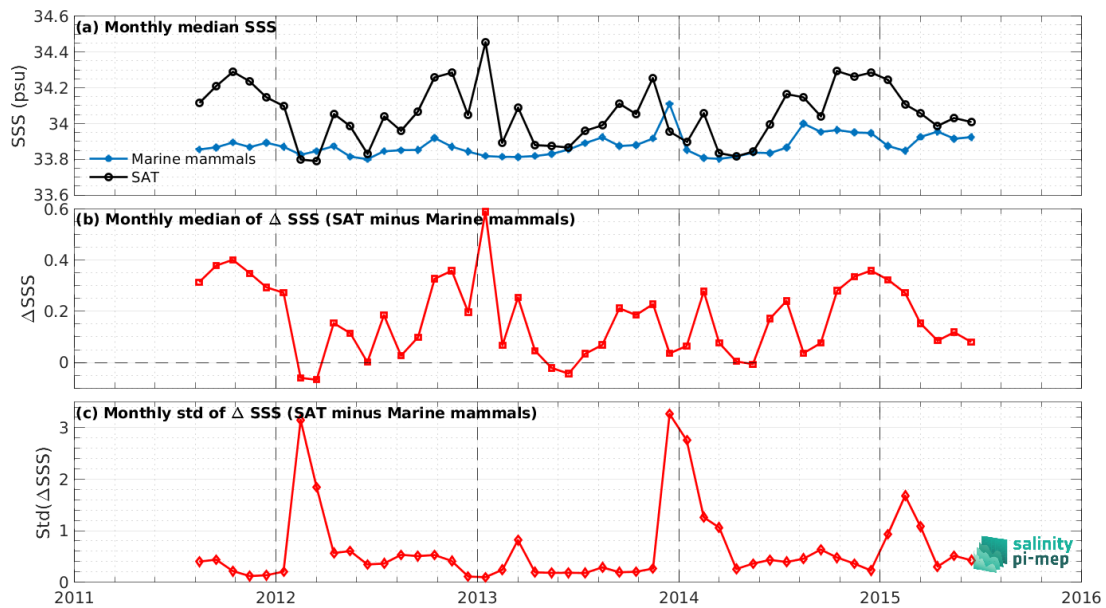 34.6
(a) Monthly median SSS
34.4
34.2
34
33.8
33.6
SSS (psu)
Marine mammals
SAT
0.6
(b) Monthly median of Δ SSS (SAT minus Marine mammals)
0.4
0.2
0
ΔSSS
(c) Monthly std of Δ SSS (SAT minus Marine mammals)
3
2
1
0
Std(ΔSSS)
salinity
pi-mep
2011 2012 2013 2014 2015 2016